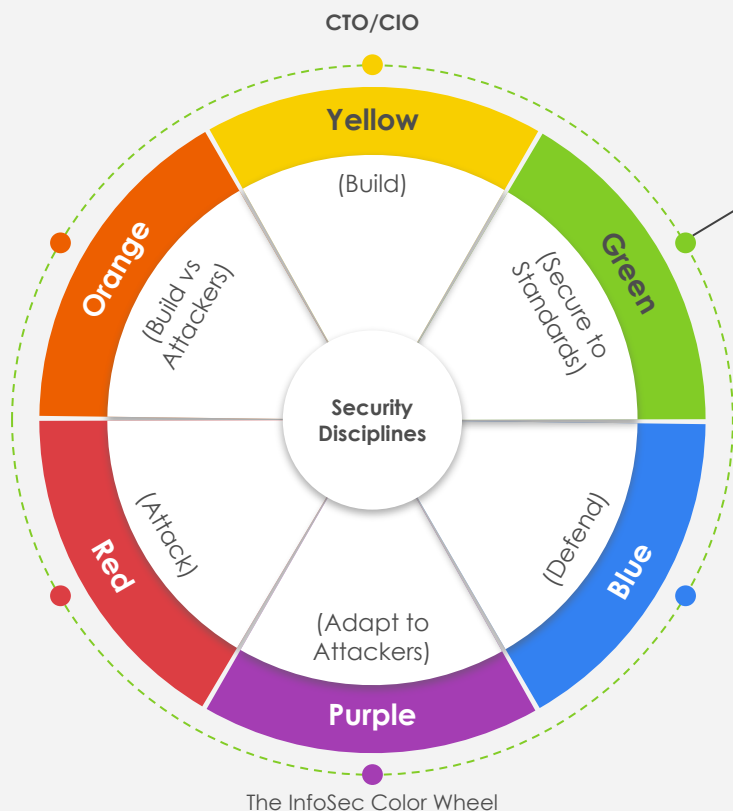 CTO/CIO
Yellow
(Build)
Orange
(Build vs
Attackers)
Green
(Secure to
Standards)
Security
Disciplines
Red
(Attack)
Blue
(Defend)
(Adapt to
Attackers)
Purple
The InfoSec Color Wheel